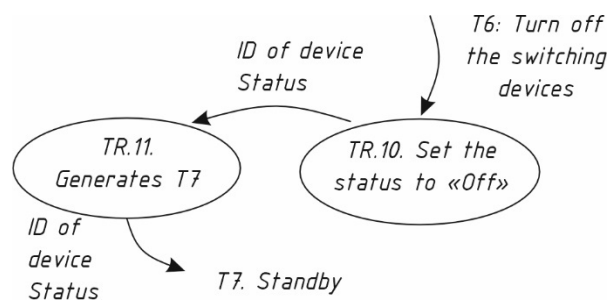 T6: Turn off
the switching
devices
ID of device
Status
TR.10. Set the
status to «Off»
TR.11.
Generates T7
ID of
device
Status
T7. Standby